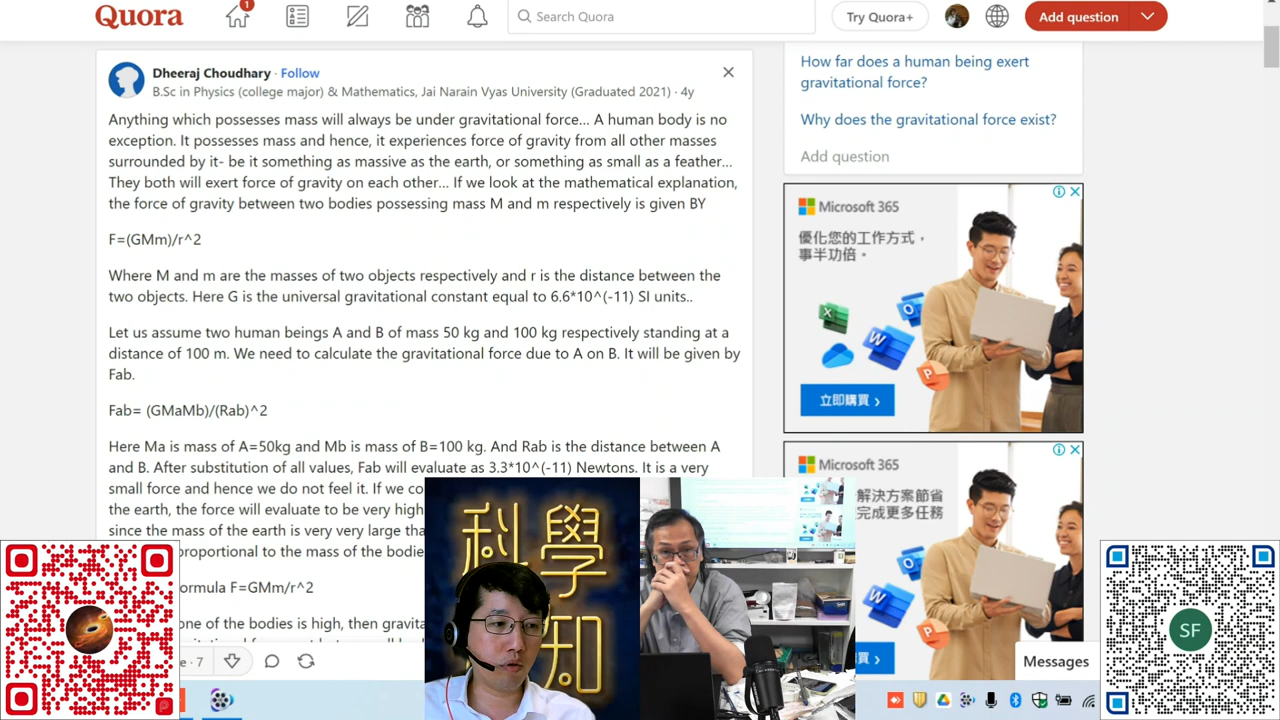 Quora
1
Search Quora
Try Quora+
Add question
Dheeraj Choudhary · Follow
B.Sc in Physics (college major) & Mathematics, Jai Narain Vyas University (Graduated 2021) · 4y
Anything which possesses mass will always be under gravitational force... A human body is no
exception. It possesses mass and hence, it experiences force of gravity from all other masses
surrounded by it- be it something as massive as the earth, or something as small as a feather...
They both will exert force of gravity on each other... If we look at the mathematical explanation,
the force of gravity between two bodies possessing mass M and m respectively is given BY
F=(GMm)/r^2
Where M and m are the masses of two objects respectively and r is the distance between the
two objects. Here G is the universal gravitational constant equal to 6.6*10^(-11) SI units..
Let us assume two human beings A and B of mass 50 kg and 100 kg respectively standing at a
distance of 100 m. We need to calculate the gravitational force due to A on B. It will be given by
Fab.
Fab= (GMaMb)/(Rab)^2
Here Ma is mass of A=50kg and Mb is mass of B=100 kg. And Rab is the distance between A
and B. After substitution of all values, Fab will evaluate as 3.3*10^(-11) Newtons. It is a very
small force and hence we do not feel it. If we co
the earth, the force will evaluate to be very high
since the mass of the earth is very very large tha
proportional to the mass of the bodie
ormula F=GMm/r^2
one of the bodies is high, then gravita
· 7
How far does a human being exert
gravitational force?
Why does the gravitational force exist?
Add question
Microsoft 365
優化您的工作方式，
事半功倍。
立即購買
Microsoft 365
解決方案節省
完成更多任務
買
Messages
科學
知
SF